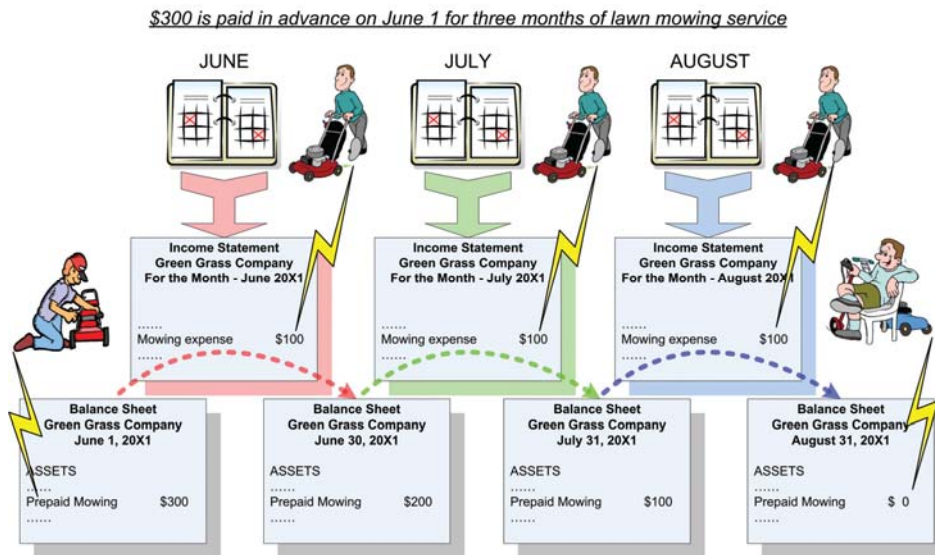 $300 is paid in advance on June 1 for three months of lawn mowing service
JUNE
JULY
AUGUST
Income Statement
Green Grass Company
For the Month - June 20X1
......
Mowing expense $100
......
Income Statement
Green Grass Company
For the Month - July 20X1
......
Mowing expense $100
......
Income Statement
Green Grass Company
For the Month - August 20X1
......
Mowing expense $100
......
Balance Sheet
Green Grass Company
June 1, 20X1
ASSETS
......
Prepaid Mowing $300
......
Balance Sheet
Green Grass Company
June 30, 20X1
ASSETS
......
Prepaid Mowing $200
......
Balance Sheet
Green Grass Company
July 31, 20X1
ASSETS
......
Prepaid Mowing $100
......
Balance Sheet
Green Grass Company
August 31, 20X1
ASSETS
......
Prepaid Mowing $ 0
......